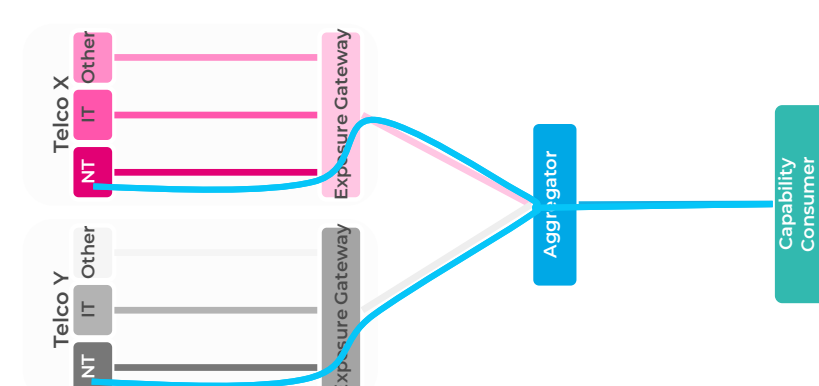 Telco X
Other
IT
NT
Exposure Gateway
Telco Y
Other
IT
NT
Exposure Gateway
Aggregator
Capability
Consumer